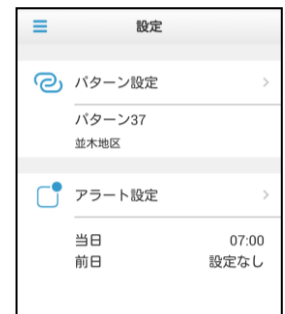 設定
パターン設定
パターン37
並木地区
アラート設定
当日 07:00
前日 設定なし